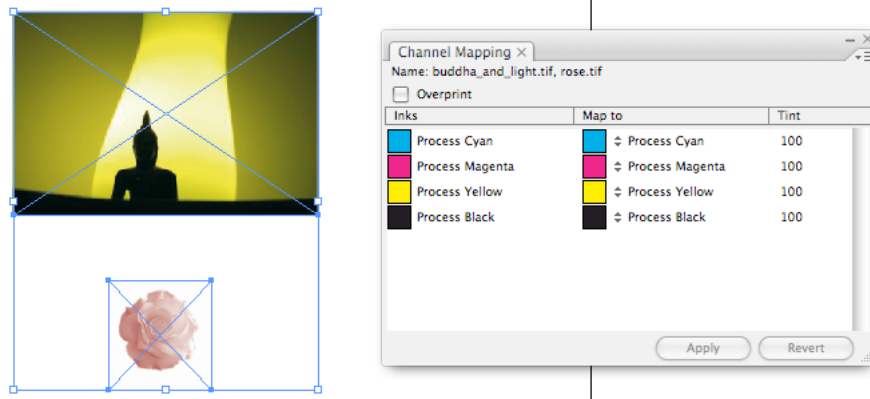 Channel Mapping
Name: buddha_and_light.tif, rose.tif
Overprint
Inks Map to Tint
Process Cyan Process Cyan 100
Process Magenta Process Magenta 100
Process Yellow Process Yellow 100
Process Black Process Black 100
Apply Revert